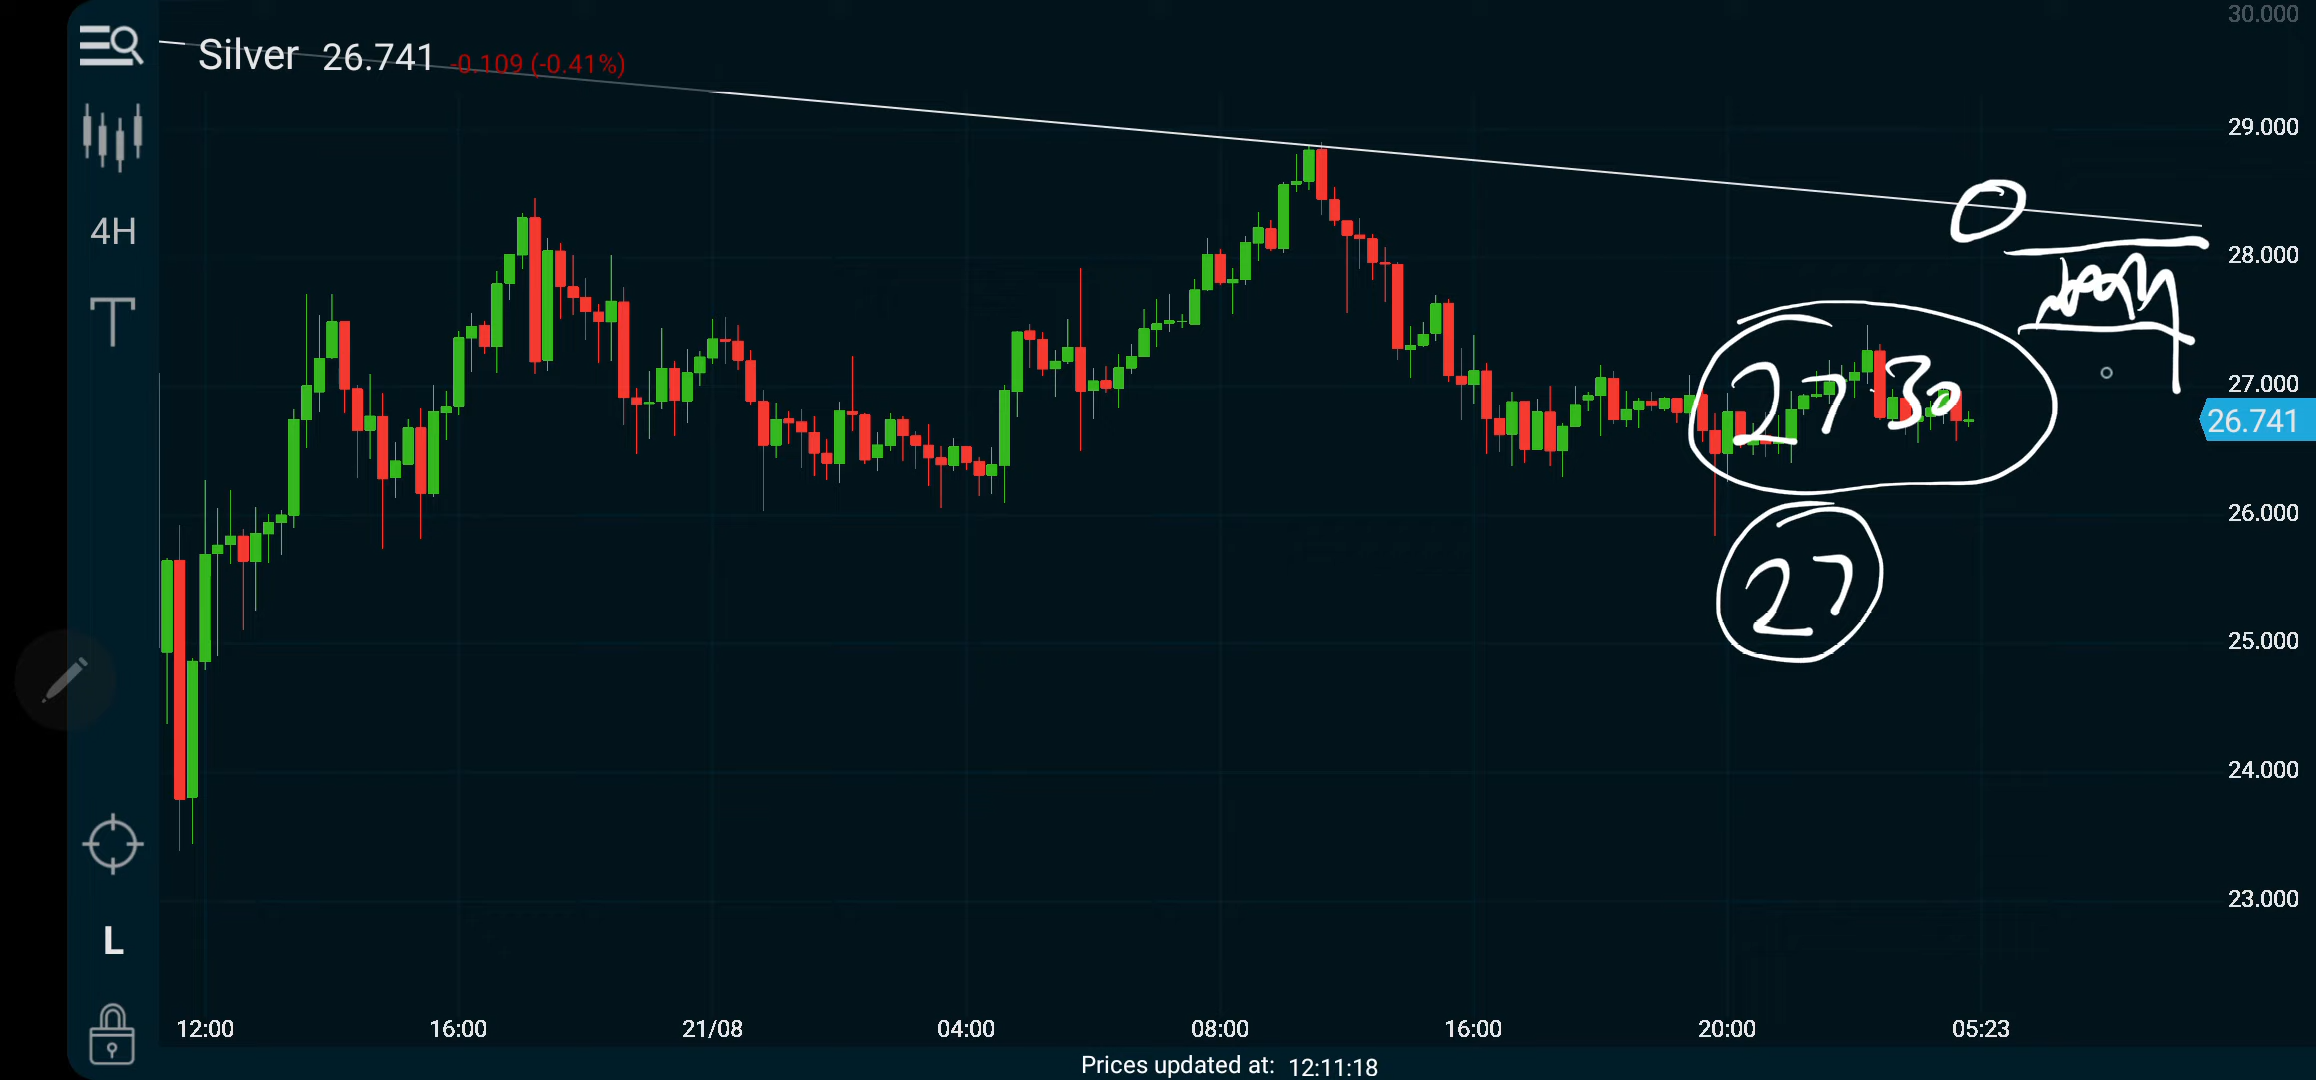 30.000
Silver 26.741 -0.109 (-0.41%)
29.000
4H
28.000
T
27.30
27.000
26.741
26.000
27
25.000
24.000
23.000
L
12:00 16:00 21/08 04:00 08:00 16:00 20:00 05:23
Prices updated at: 12:11:18